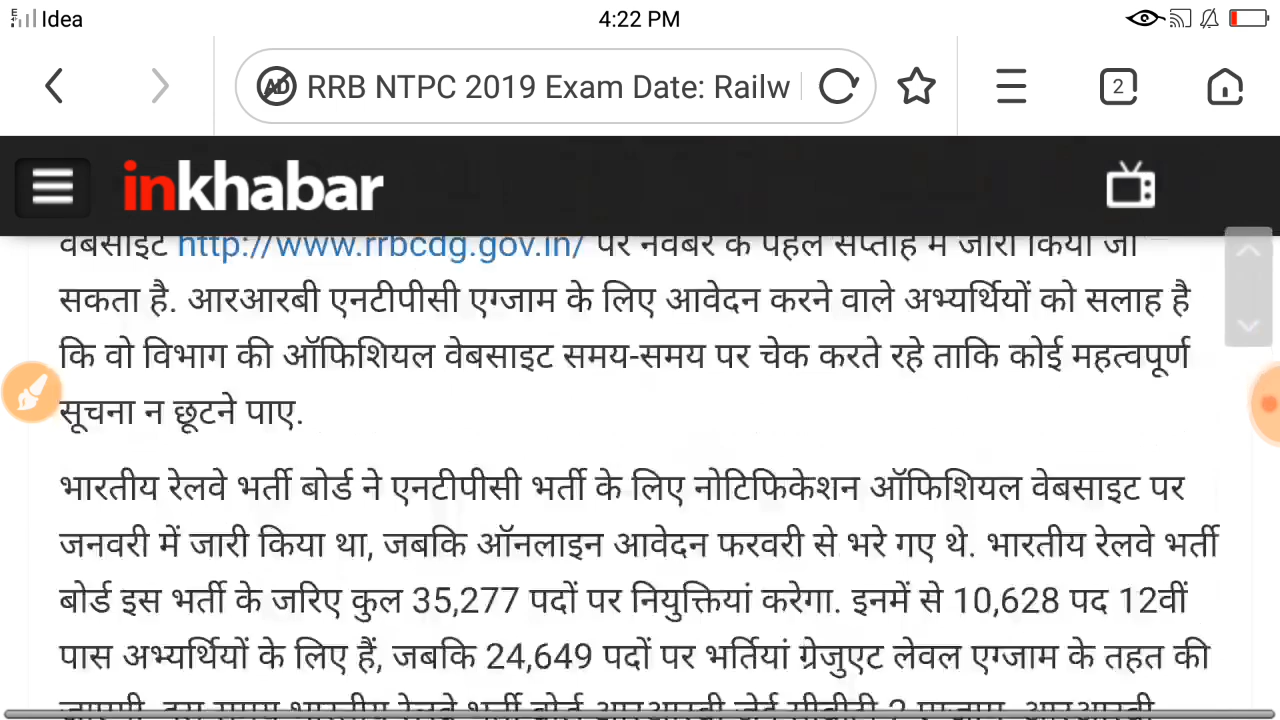 Idea
4:22 PM
AD RRB NTPC 2019 Exam Date: Railw
2
inkhabar
वेबसाइट http://www.rrbcdg.gov.in/ पर नवंबर के पहले सप्ताह में जारी किया जा
सकता है. आरआरबी एनटीपीसी एग्जाम के लिए आवेदन करने वाले अभ्यर्थियों को सलाह है
कि वो विभाग की ऑफिशियल वेबसाइट समय-समय पर चेक करते रहे ताकि कोई महत्वपूर्ण
सूचना न छूटने पाए.
भारतीय रेलवे भर्ती बोर्ड ने एनटीपीसी भर्ती के लिए नोटिफिकेशन ऑफिशियल वेबसाइट पर
जनवरी में जारी किया था, जबकि ऑनलाइन आवेदन फरवरी से भरे गए थे. भारतीय रेलवे भर्ती
बोर्ड इस भर्ती के जरिए कुल 35,277 पदों पर नियुक्तियां करेगा. इनमें से 10,628 पद 12वीं
पास अभ्यर्थियों के लिए हैं, जबकि 24,649 पदों पर भर्तियां ग्रेजुएट लेवल एग्जाम के तहत की